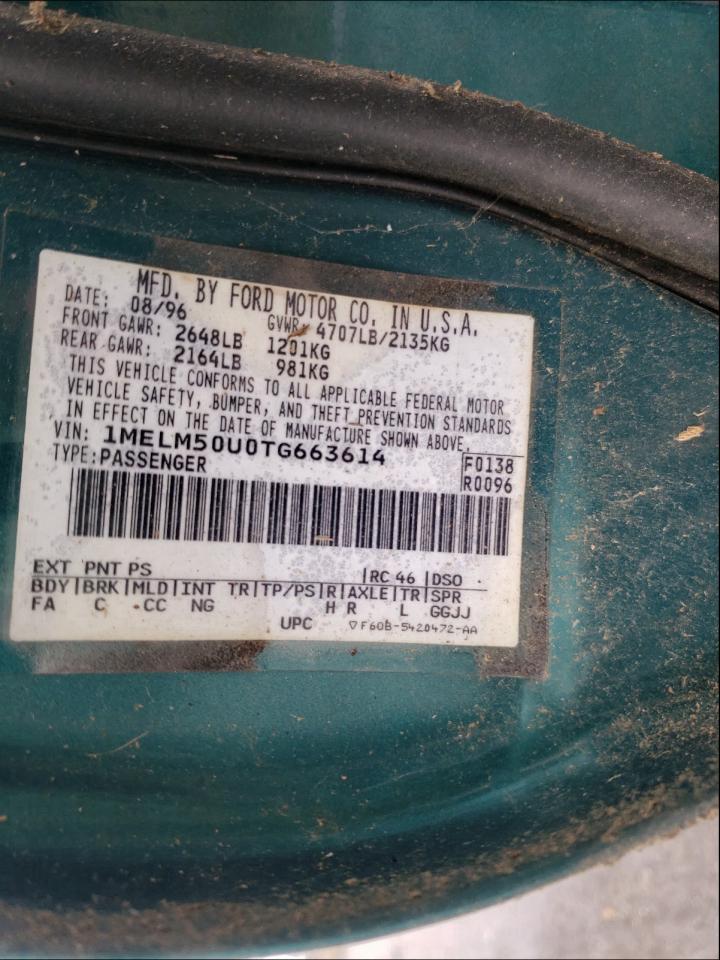 MFD. BY FORD MOTOR CO. IN U.S.A.
DATE: 08/96 GVWR: 4707LB/2135KG
FRONT GAWR: 2648LB 1201KG
REAR GAWR: 2164LB 981KG
THIS VEHICLE CONFORMS TO ALL APPLICABLE FEDERAL MOTOR
VEHICLE SAFETY, BUMPER, AND THEFT PREVENTION STANDARDS
IN EFFECT ON THE DATE OF MANUFACTURE SHOWN ABOVE.
VIN: 1MELM50U0TG663614
TYPE: PASSENGER
F0138
R0096
EXT PNT PS RC 46 DSO
BDY BRK MLD INT TR TP/PS R AXLE TR SPR
FA C CC NG H R L GGJJ
UPC F60B-5420472-AA